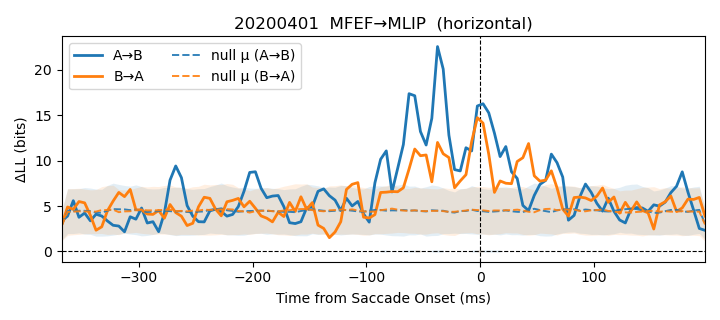 20200401  MFEF→MLIP  (horizontal)
A→B
B→A
null μ (A→B)
null μ (B→A)
ΔLL (bits)
20
15
10
5
0
−300
−200
−100
0
100
Time from Saccade Onset (ms)